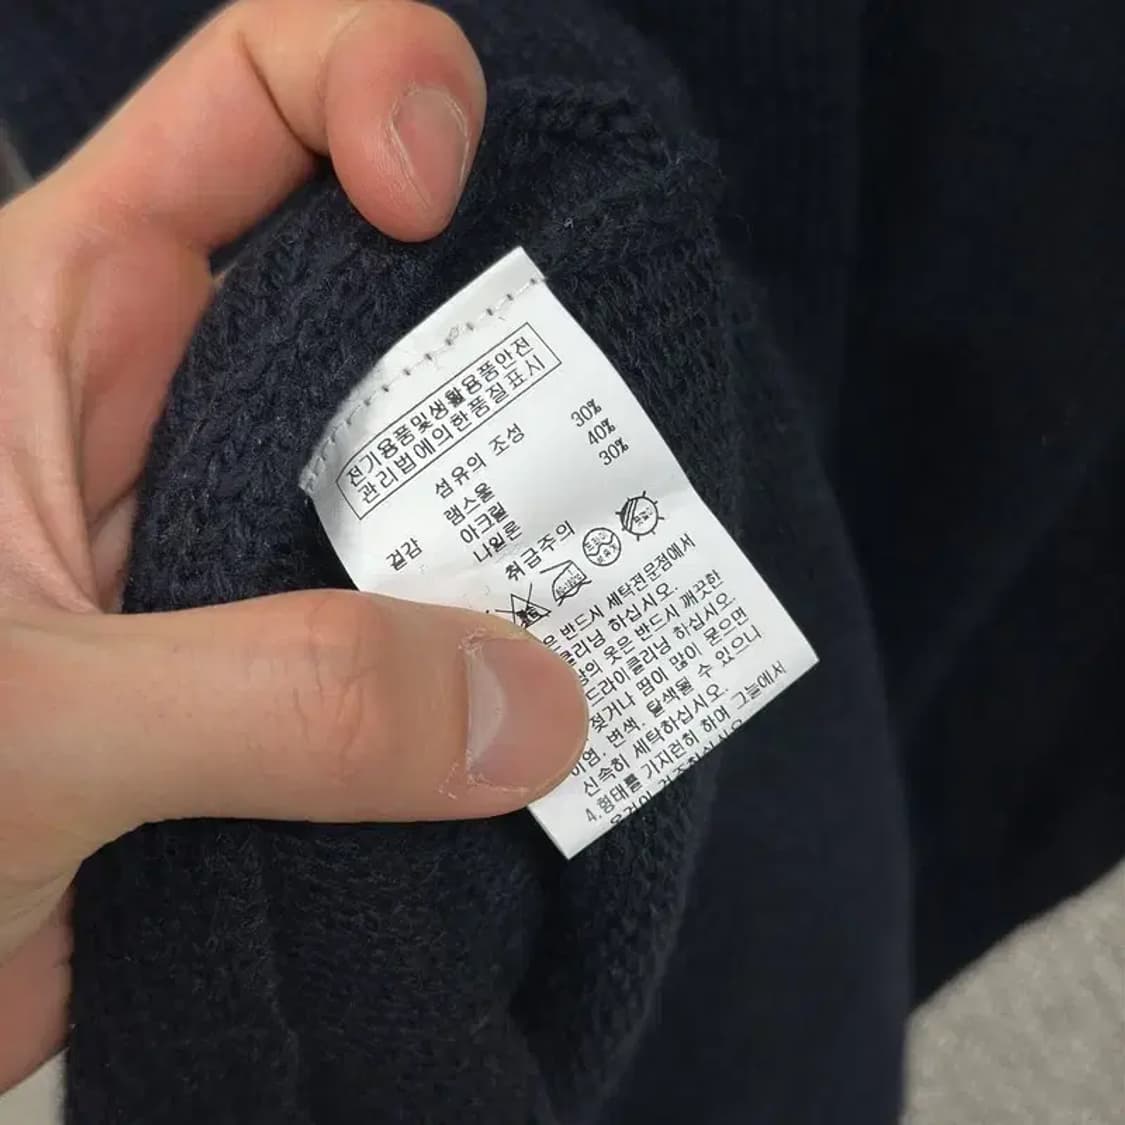 전기용품및생활용품안전
관리법에의한품질표시
섬유의 조성
겉감 램스울 30%
아크릴 40%
나일론 30%
취급주의
은 반드시 세탁전문점에서
클리닝 하십시오.
상의 옷은 반드시 깨끗한
드라이클리닝 하십시오.
젖거나 땀이 많이 묻으면
이염, 변색, 탈색될 수 있으니
신속히 세탁하십시오.
4.형태를 가지런히 하여 그늘에서